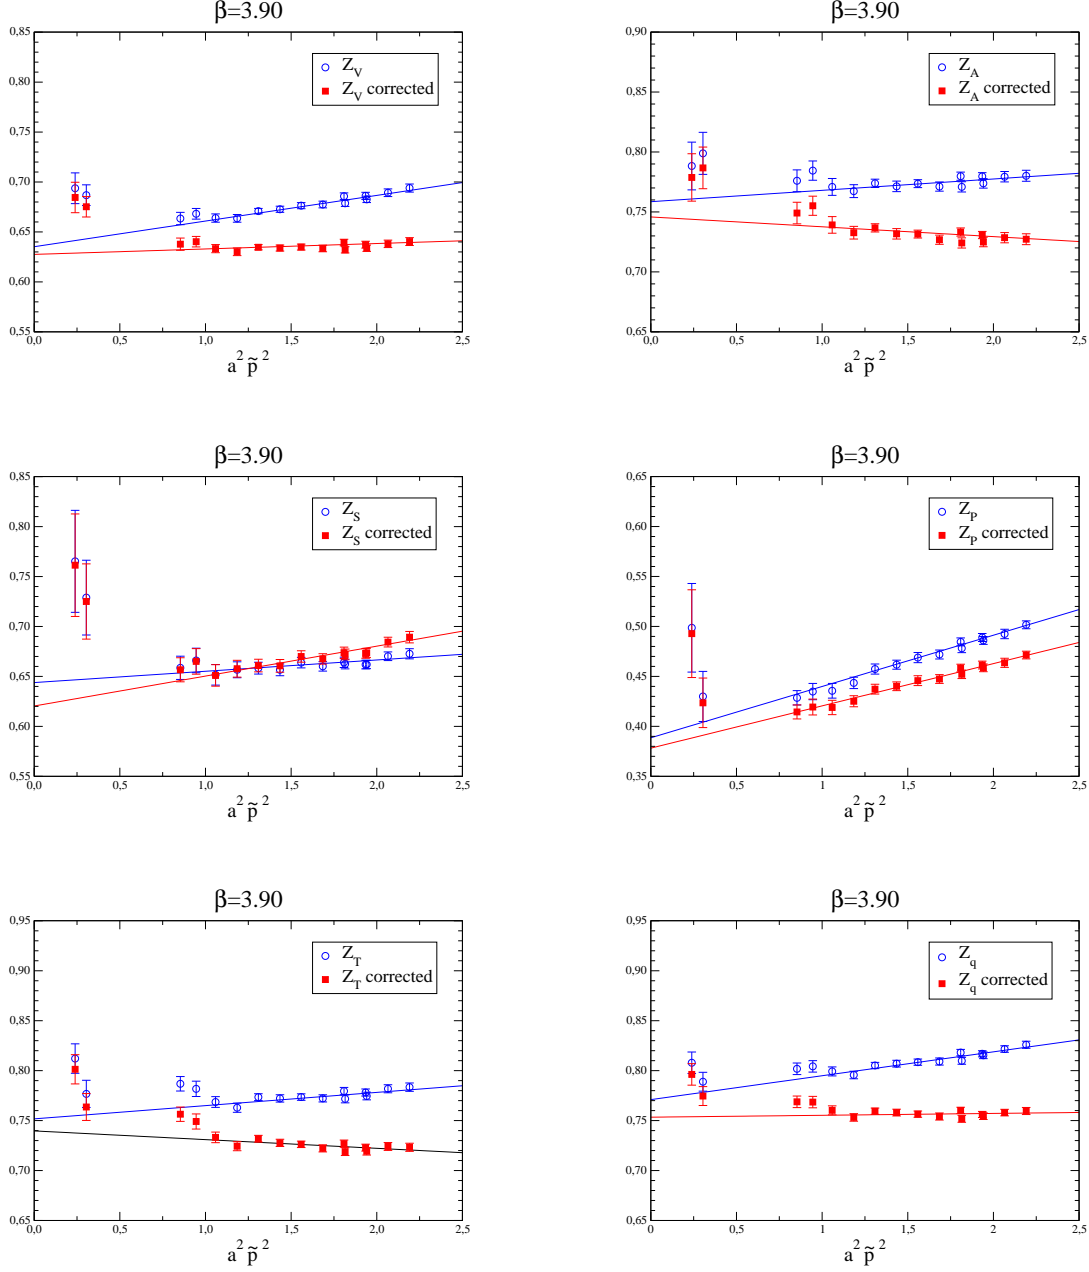 β=3.90
0,85
0,80
0,75
0,70
0,65
0,60
0,55
Z_V
Z_V corrected
0,0 0,5 1,0 1,5 2,0 2,5
a^2 p̃^2
β=3.90
0,90
0,85
0,80
0,75
0,70
0,65
Z_A
Z_A corrected
0,0 0,5 1,0 1,5 2,0 2,5
a^2 p̃^2
β=3.90
0,85
0,80
0,75
0,70
0,65
0,60
0,55
Z_S
Z_S corrected
0,0 0,5 1,0 1,5 2,0 2,5
a^2 p̃^2
β=3.90
0,65
0,60
0,55
0,50
0,45
0,40
0,35
Z_P
Z_P corrected
0 0,5 1 1,5 2 2,5
a^2 p̃^2
β=3.90
0,95
0,90
0,85
0,80
0,75
0,70
0,65
Z_T
Z_T corrected
0,0 0,5 1,0 1,5 2,0 2,5
a^2 p̃^2
β=3.90
0,95
0,90
0,85
0,80
0,75
0,70
0,65
Z_q
Z_q corrected
0 0,5 1 1,5 2 2,5
a^2 p̃^2